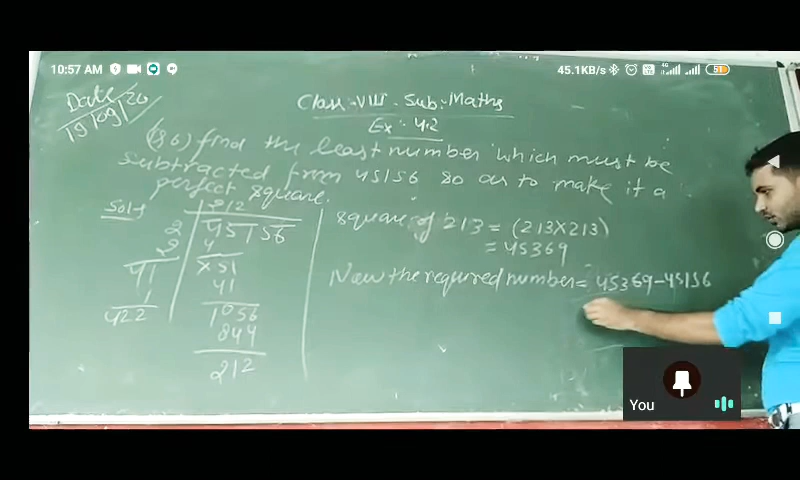 10:57 AM
45.1KB/s 4G 51
Date
19/09/20
Class:-VIII. Sub:-Maths
Ex:-4.2
Q6) find the least number which must be
subtracted from 45156 so as to make it a
perfect square.
Sol:-
212
2 45156
2 4
41 x51
1 41
422 1056
844
212
square of 213 = (213x213)
= 45369
Now the required number = 45369-45156
You